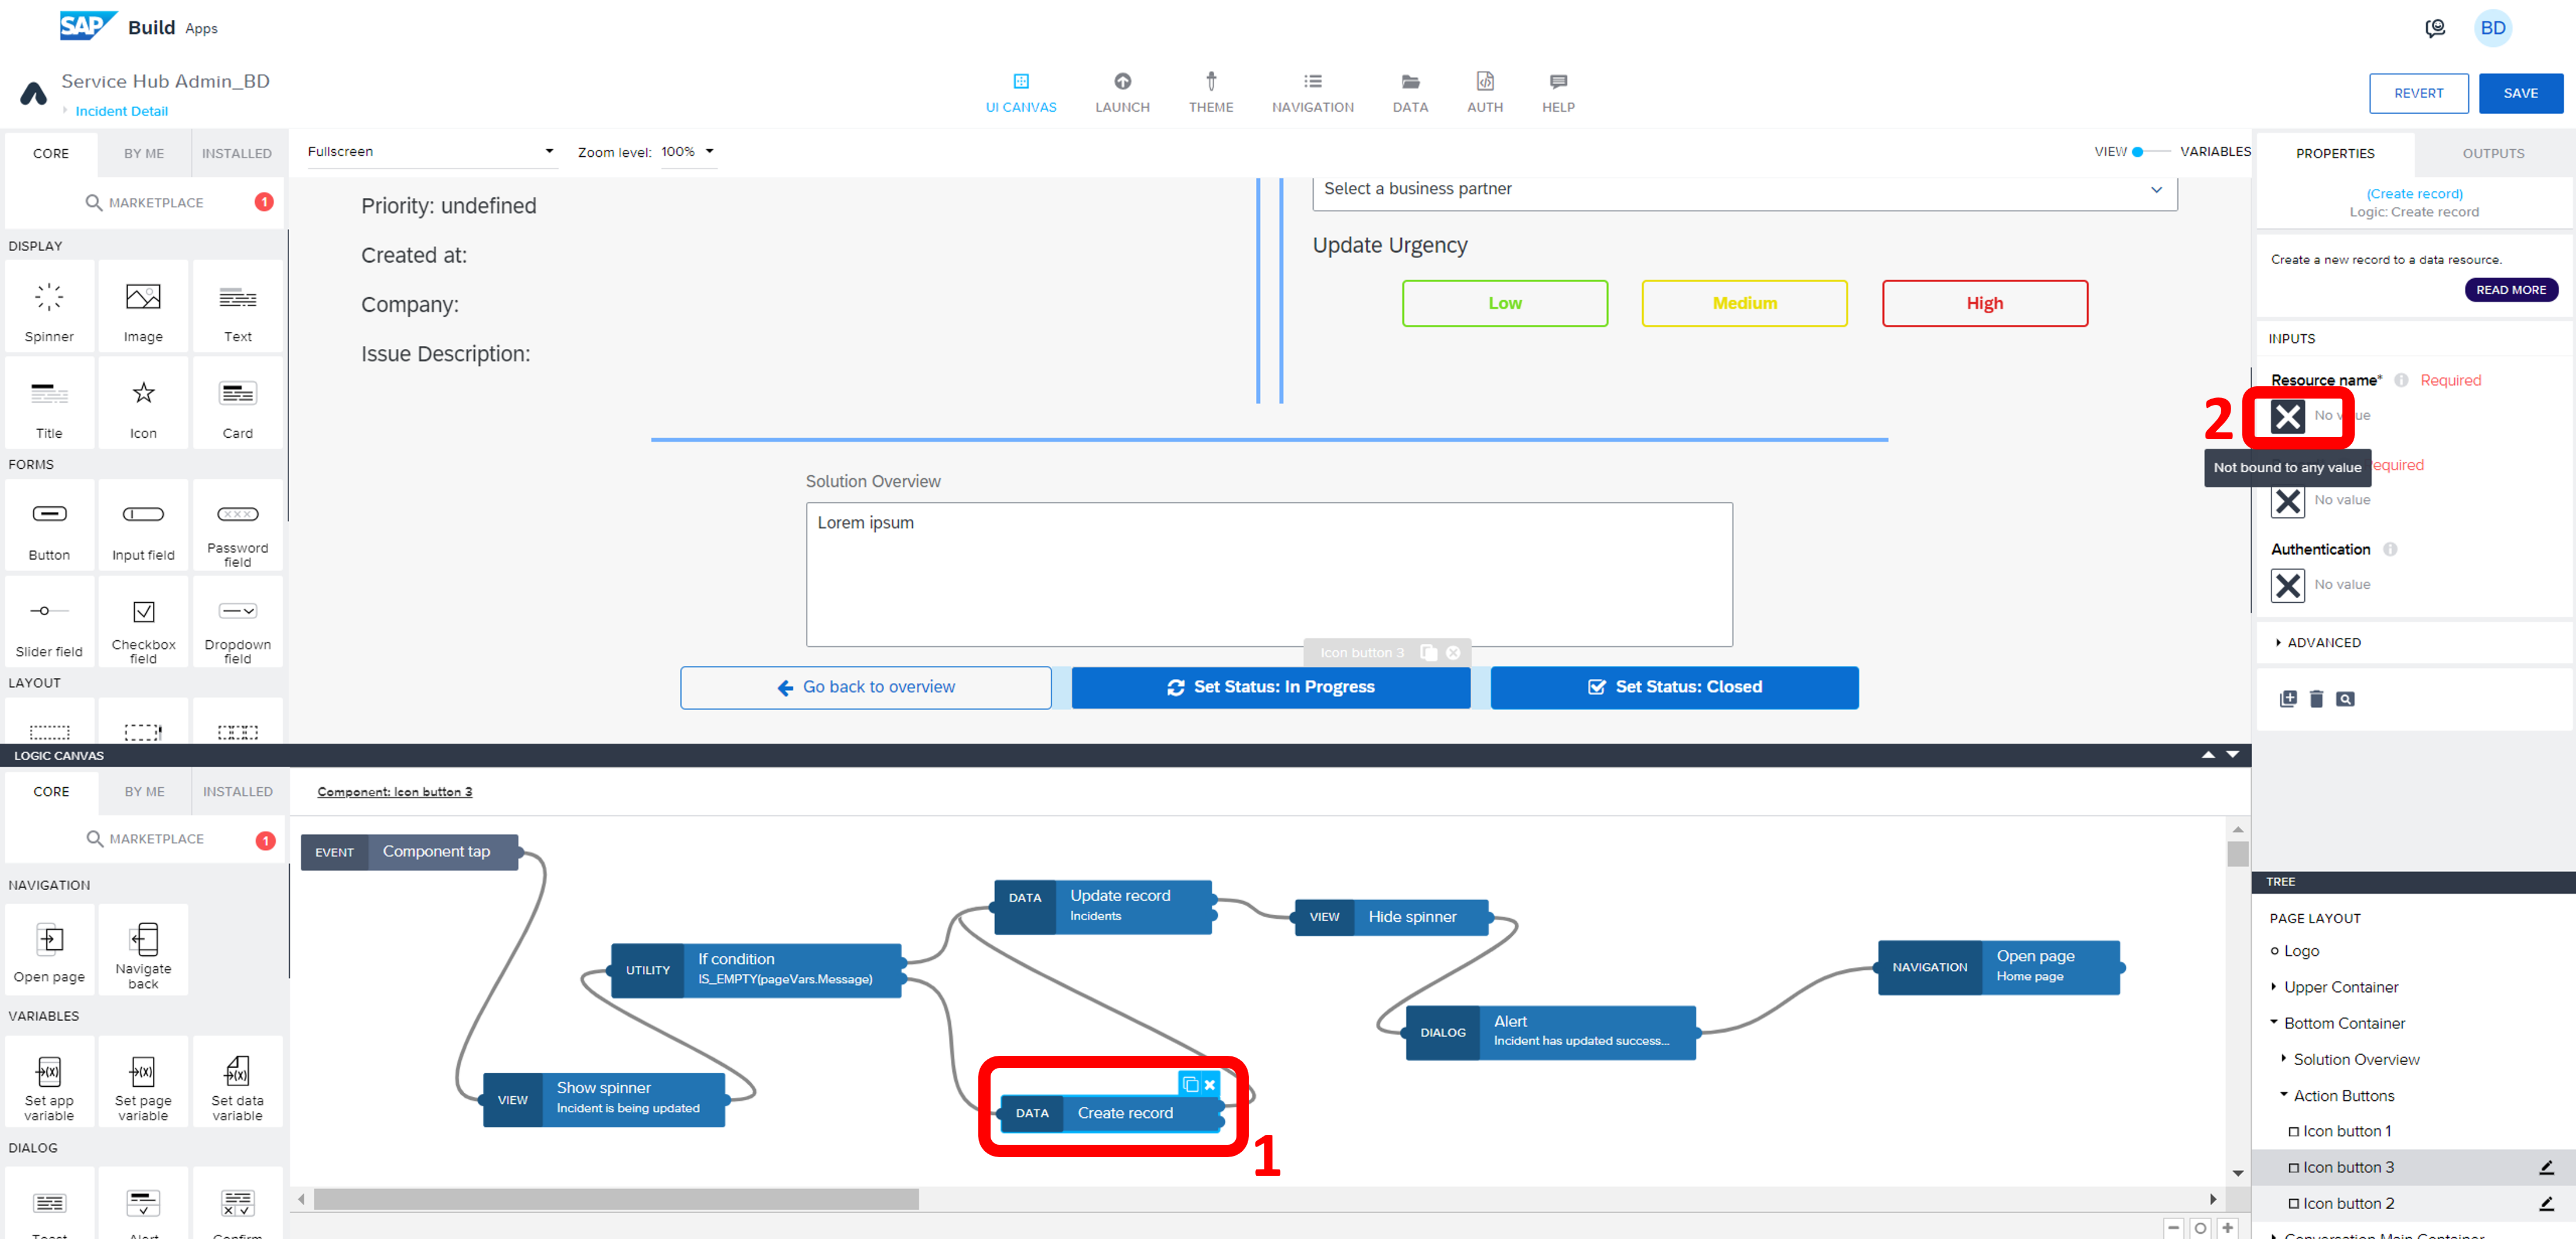 SAP Build Apps
BD
Service Hub Admin_BD
Incident Detail
UI CANVAS
LAUNCH
THEME
NAVIGATION
DATA
AUTH
HELP
REVERT
SAVE
CORE
BY ME
INSTALLED
MARKETPLACE
1
DISPLAY
Spinner
Image
Text
Title
Icon
Card
FORMS
Button
Input field
Password
field
Slider field
Checkbox
field
Dropdown
field
LAYOUT
Fullscreen
Zoom level: 100%
VIEW
VARIABLES
Priority: undefined
Created at:
Company:
Issue Description:
Select a business partner
Update Urgency
Low
Medium
High
Solution Overview
Lorem ipsum
Icon button 3
Go back to overview
Set Status: In Progress
Set Status: Closed
PROPERTIES
OUTPUTS
(Create record)
Logic: Create record
Create a new record to a data resource.
READ MORE
INPUTS
Resource name*
Required
2
No value
Not bound to any value
No value
Authentication
No value
ADVANCED
LOGIC CANVAS
CORE
BY ME
INSTALLED
MARKETPLACE
1
NAVIGATION
Open page
Navigate
back
VARIABLES
Set app
variable
Set page
variable
Set data
variable
DIALOG
Toast
Alert
Confirm
Component: Icon button 3
EVENT
Component tap
VIEW
Show spinner
Incident is being updated
UTILITY
If condition
IS_EMPTY(pageVars.Message)
DATA
Update record
Incidents
DATA
Create record
1
VIEW
Hide spinner
DIALOG
Alert
Incident has updated success...
NAVIGATION
Open page
Home page
TREE
PAGE LAYOUT
Logo
Upper Container
Bottom Container
Solution Overview
Action Buttons
Icon button 1
Icon button 3
Icon button 2
Conversation Main Container